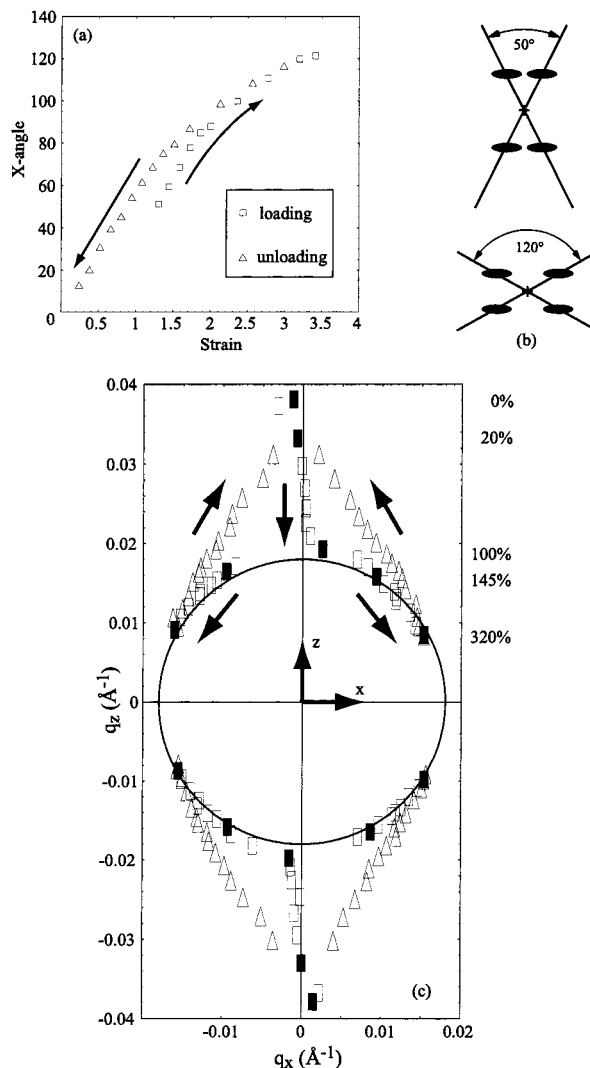 (a)
140
120
100
80
60
40
20
0
X-angle
0.5 1 1.5 2 2.5 3 3.5 4
Strain
loading
unloading
50°
120°
(b)
0.04
0.03
0.02
0.01
0
-0.01
-0.02
-0.03
-0.04
q_z (Å⁻¹)
0%
20%
100%
145%
320%
z
x
(c)
-0.01 0 0.01 0.02
q_x (Å⁻¹)